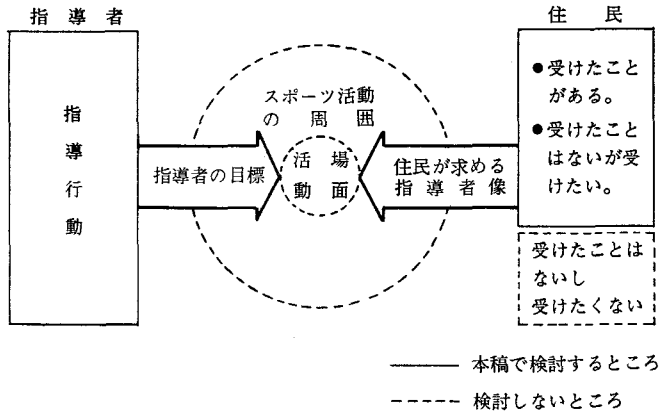 指導者
住民
指導行動
スポーツ活動
の周囲
活場
動面
指導者の目標
住民が求める
指導者像
●受けたこと
がある。
●受けたこと
はないが受
けたい。
受けたことは
ないし
受けたくない
本稿で検討するところ
検討しないところ